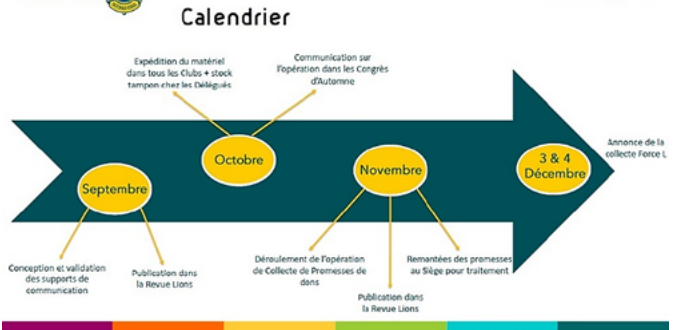 Calendrier
Expédition du matériel
dans tous les Clubs + stock
tampon chez les Délégués
Communication sur
l'opération dans les Congrès
d'Automne
Octobre
Septembre
Novembre
3 & 4
Décembre
Annonce de la
collecte Force L
Conception et validation
des supports de
communication
Publication dans
la Revue Lions
Déroulement de l'opération
de Collecte de Promesses de
dons
Publication dans
la Revue Lions
Remontées des promesses
au Siège pour traitement